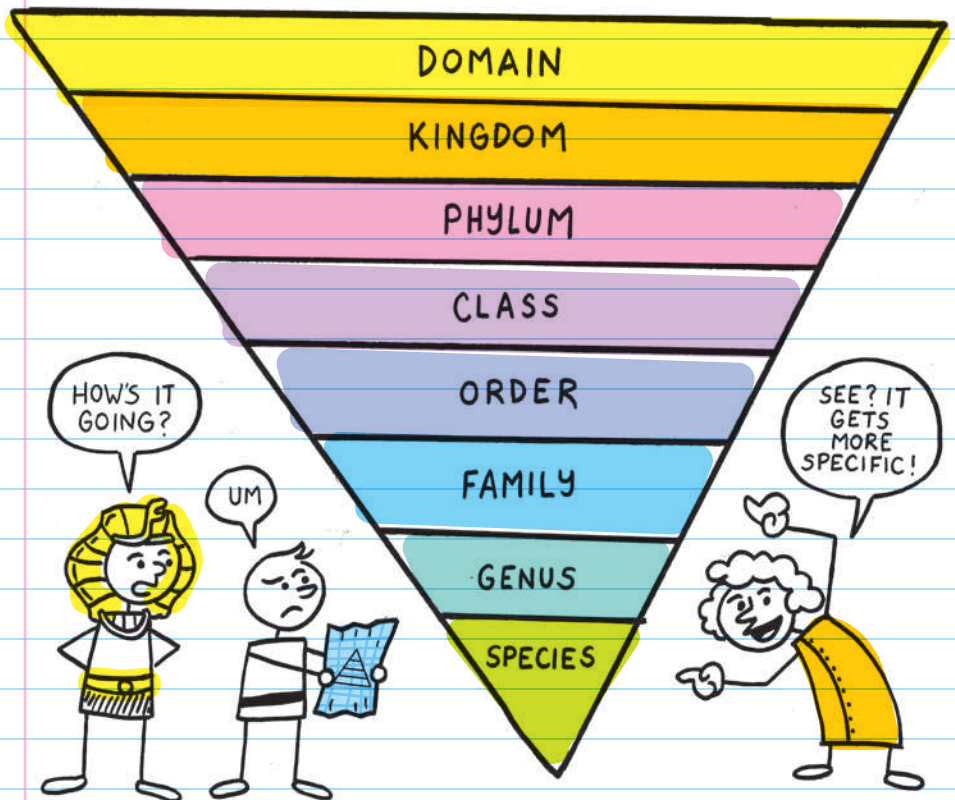 DOMAIN
KINGDOM
PHYLUM
CLASS
ORDER
FAMILY
GENUS
SPECIES
HOW'S IT
GOING?
UM
SEE? IT
GETS
MORE
SPECIFIC!